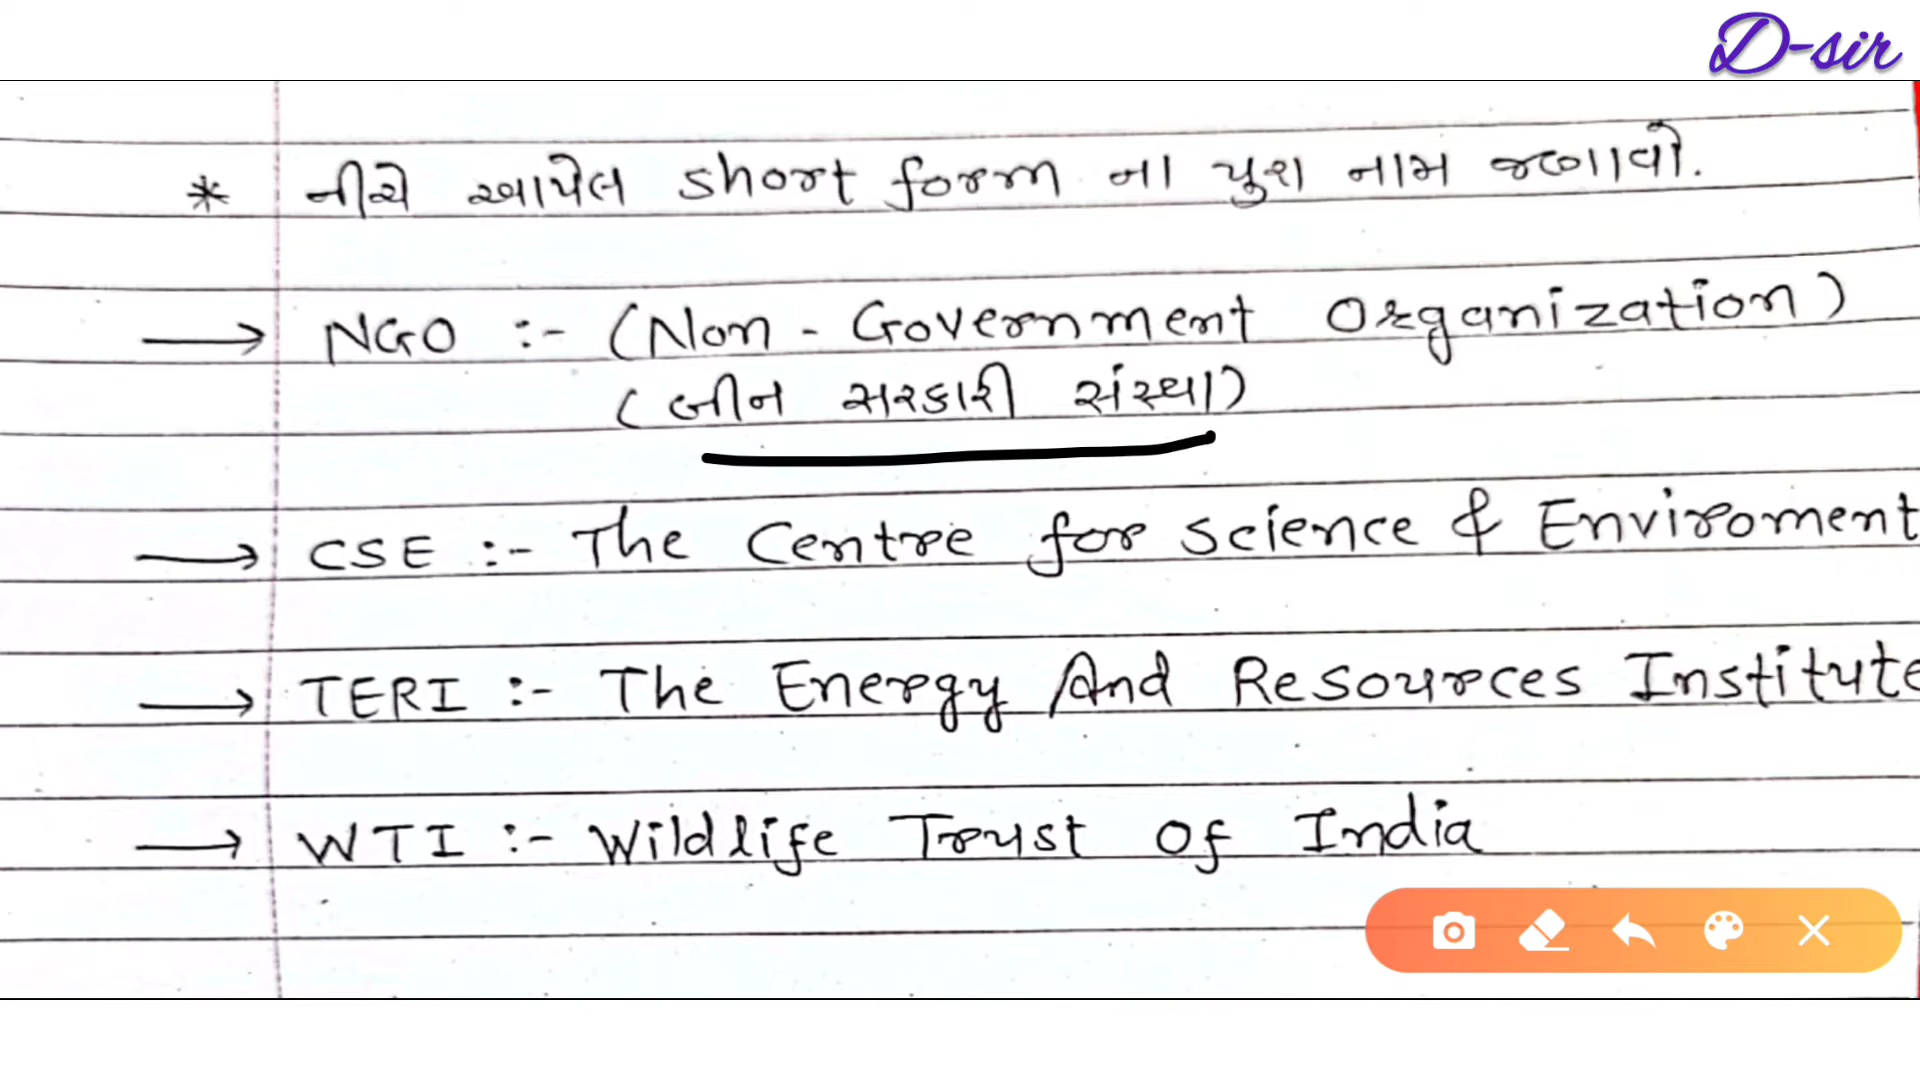 D-sir
* નીચે આપેલ short form ના પુરા નામ જણાવો.
→ NGO :- (Non - Government Organization)
(બીન સરકારી સંસ્થા)
→ CSE :- The Centre for Science & Enviroment
→ TERI :- The Energy And Resources Institute
→ WTI :- Wildlife Trust Of India